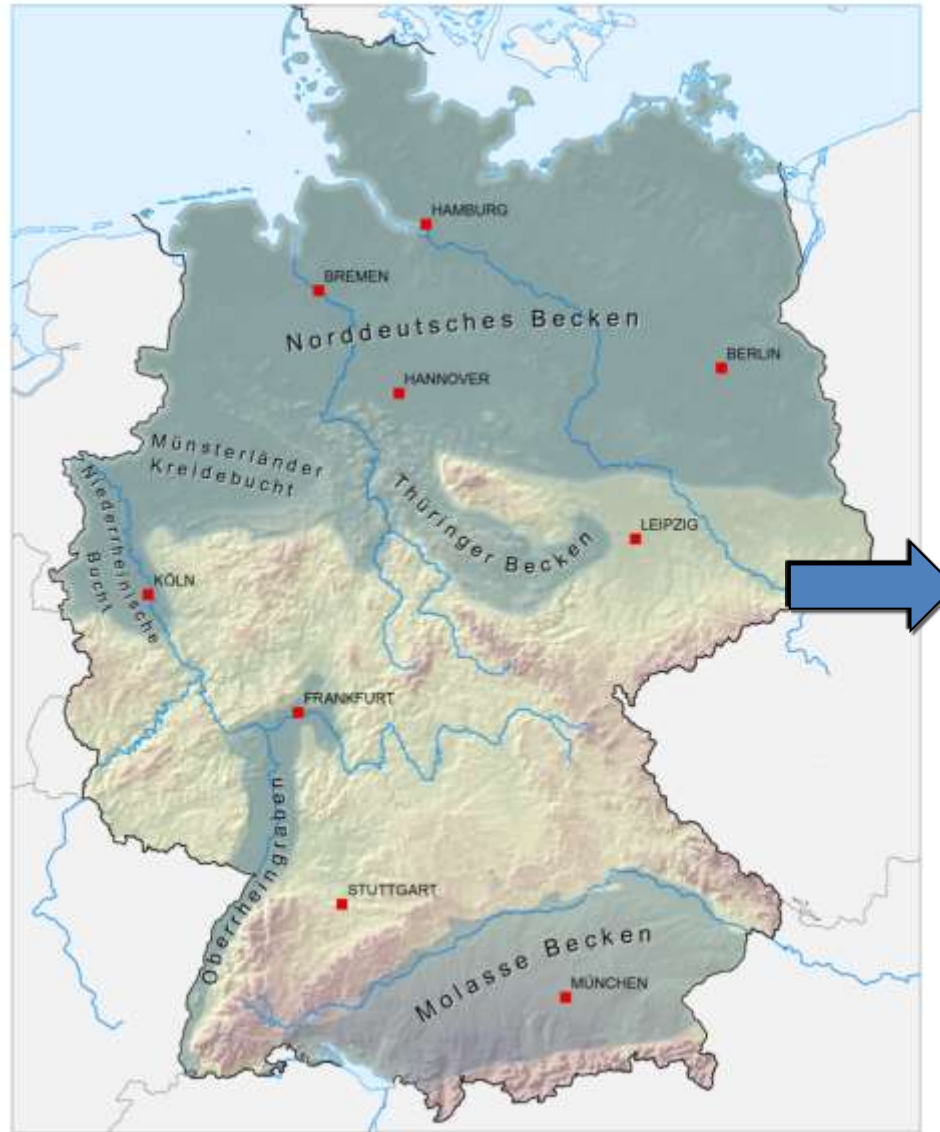 HAMBURG
BREMEN
Norddeutsches Becken
BERLIN
HANNOVER
Münsterländer
Kreidebucht
Niederrheinische
Bucht
Thüringer Becken
LEIPZIG
KÖLN
FRANKFURT
Oberrheingraben
STUTTGART
Molasse Becken
MÜNCHEN